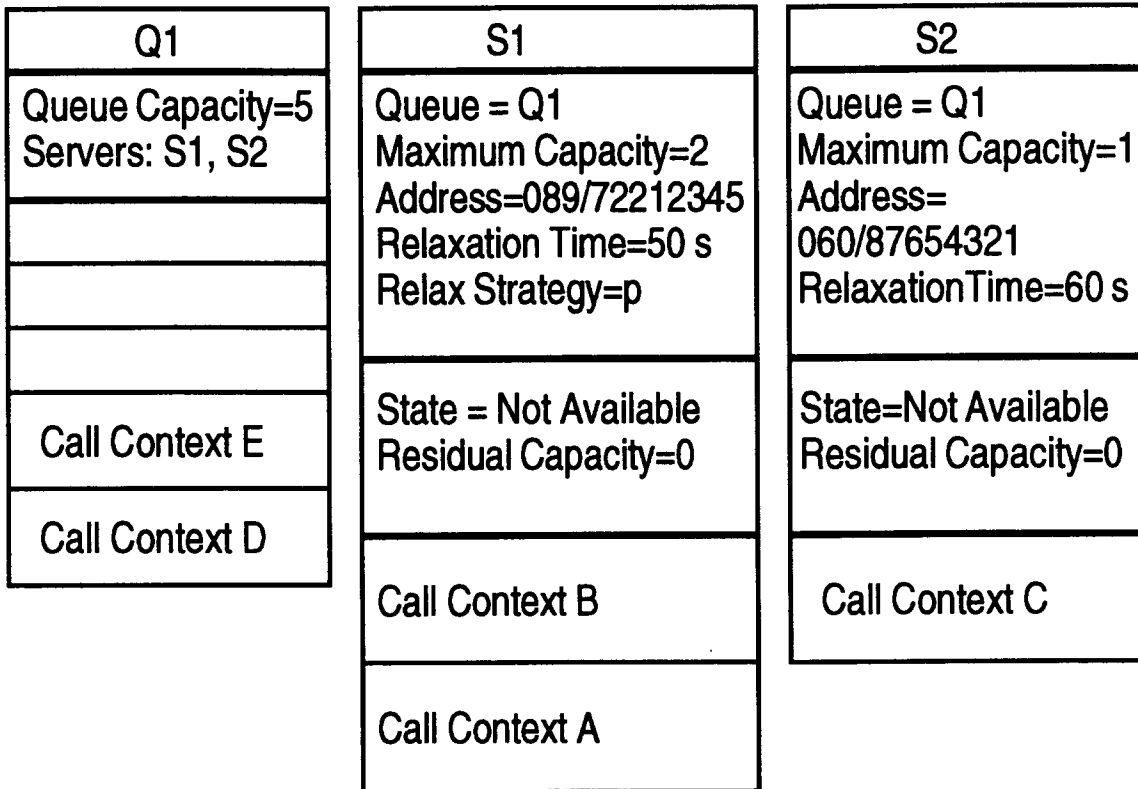 Q1
Queue Capacity=5
Servers: S1, S2
Call Context E
Call Context D
S1
Queue = Q1
Maximum Capacity=2
Address=089/72212345
Relaxation Time=50 s
Relax Strategy=p
State = Not Available
Residual Capacity=0
Call Context B
Call Context A
S2
Queue = Q1
Maximum Capacity=1
Address=
060/87654321
RelaxationTime=60 s
State=Not Available
Residual Capacity=0
Call Context C